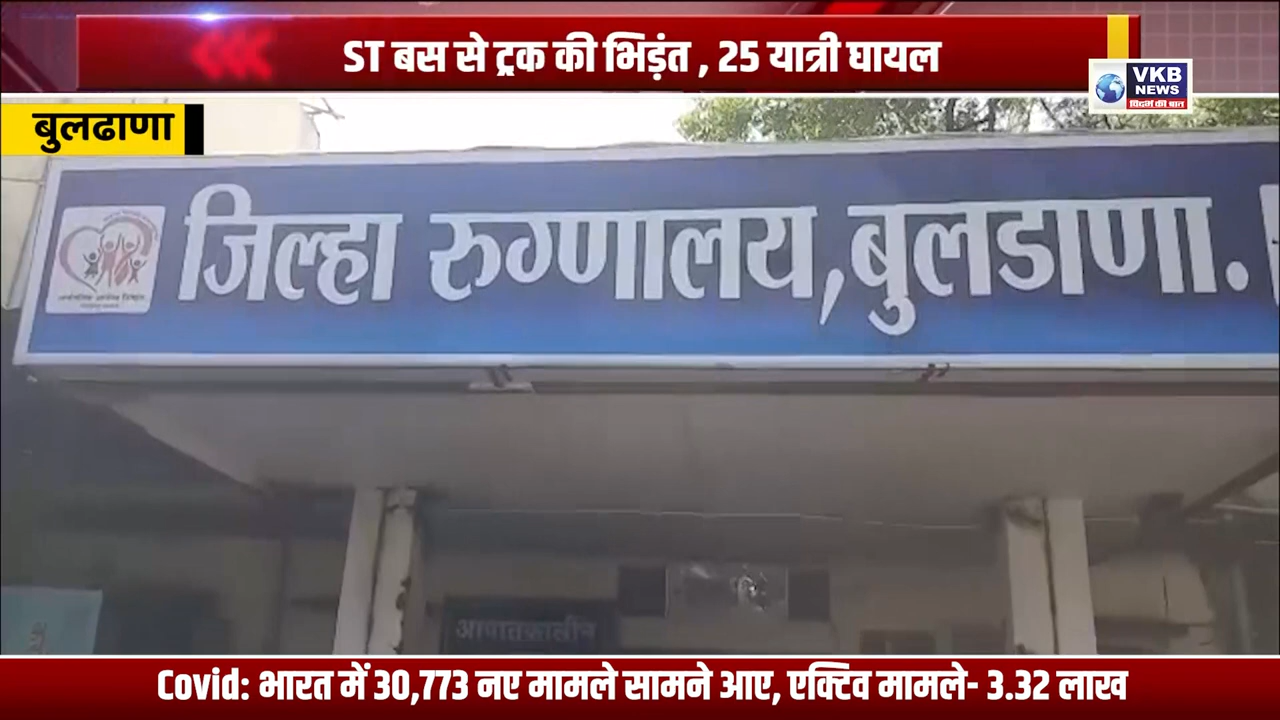 ST बस से ट्रक की भिड़ंत , 25 यात्री घायल
VKB
NEWS
विदर्भ की बात
बुलढाणा
जिल्हा रुग्णालय,बुलडाणा.
आपातकालीन
Covid: भारत में 30,773 नए मामले सामने आए, एक्टिव मामले- 3.32 लाख